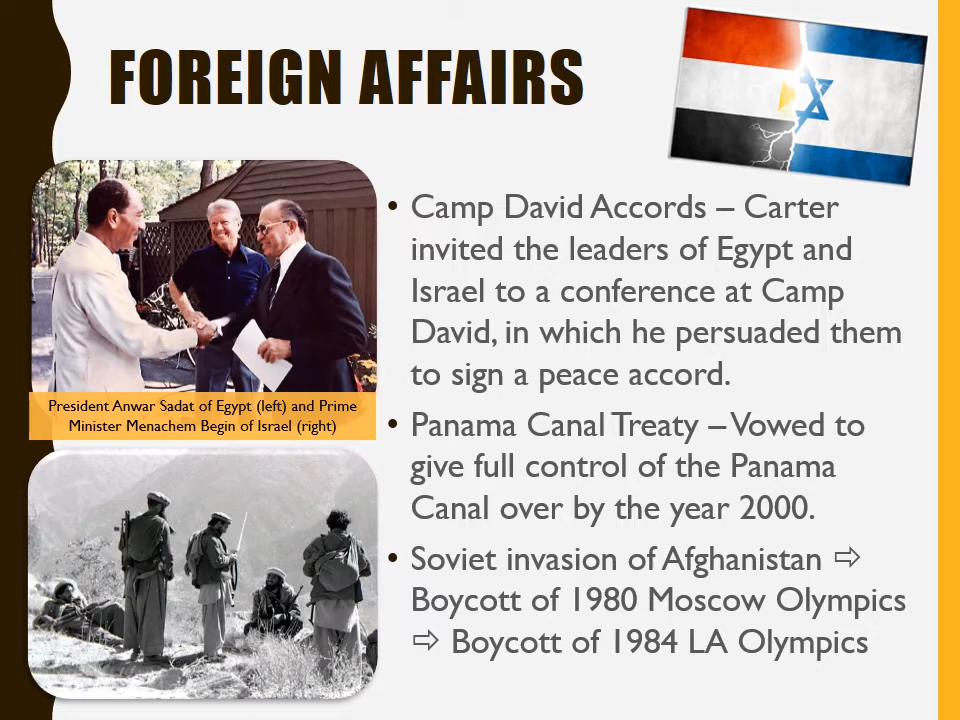 FOREIGN AFFAIRS
• Camp David Accords – Carter
invited the leaders of Egypt and
Israel to a conference at Camp
David, in which he persuaded them
to sign a peace accord.
President Anwar Sadat of Egypt (left) and Prime
Minister Menachem Begin of Israel (right)
• Panama Canal Treaty – Vowed to
give full control of the Panama
Canal over by the year 2000.
• Soviet invasion of Afghanistan ⇨
Boycott of 1980 Moscow Olympics
⇨ Boycott of 1984 LA Olympics